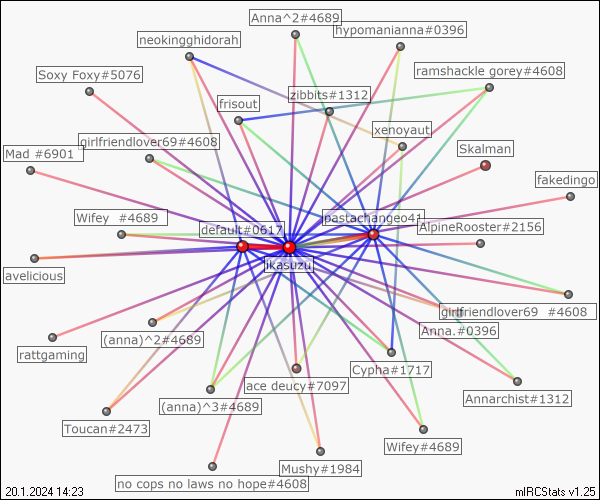 Anna^2#4689
hypomanianna#0396
neokingghidorah
Soxy Foxy#5076
ramshackle gorey#4608
zibbits#1312
frisout
xenoyaut
girlfriendlover69#4608
Mad #6901
Skalman
fakedingo
Wifey #4689
pastachangeo41
default#0617
AlpineRooster#2156
ikasuzu
avelicious
girlfriendlover69 #4608
Anna.#0396
(anna)^2#4689
rattgaming
Cypha#1717
ace deucy#7097
Annarchist#1312
(anna)^3#4689
Toucan#2473
Wifey#4689
Mushy#1984
no cops no laws no hope#4608
20.1.2024 14:23
mIRCStats v1.25